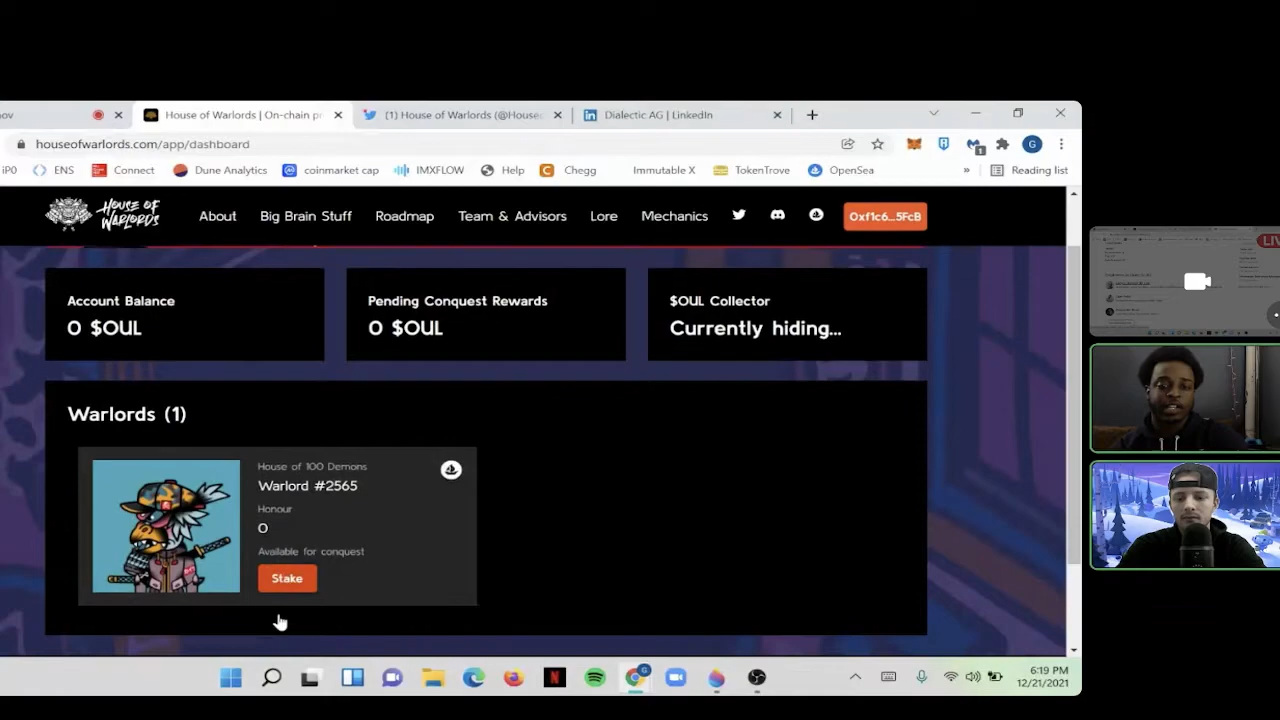 ov
House of Warlords | On-chain pr
(1) House of Warlords (@House
Dialectic AG | LinkedIn
houseofwarlords.com/app/dashboard
G
iP0
ENS
Connect
Dune Analytics
coinmarket cap
IMXFLOW
Help
Chegg
Immutable X
TokenTrove
OpenSea
»
Reading list
HOUSE OF WARLORDS
About
Big Brain Stuff
Roadmap
Team & Advisors
Lore
Mechanics
0xf1c6...5FcB
LIV
Account Balance
0 $OUL
Pending Conquest Rewards
0 $OUL
$OUL Collector
Currently hiding...
Warlords (1)
House of 100 Demons
Warlord #2565
Honour
0
Available for conquest
Stake
6:19 PM
12/21/2021